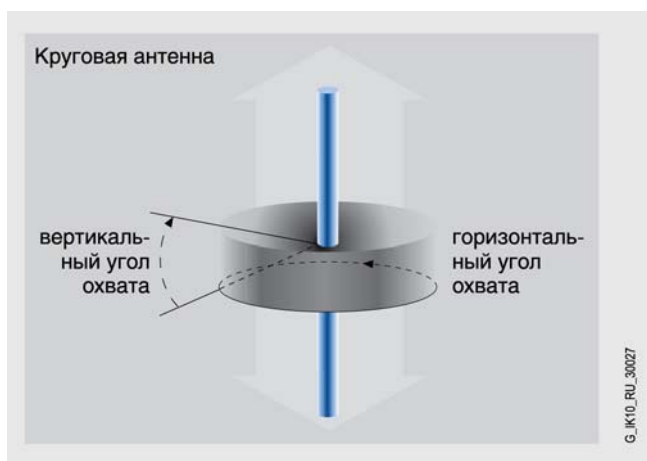 Круговая антенна
вертикаль-
ный угол
охвата
горизонталь-
ный угол
охвата
G_IK10_RU_30027